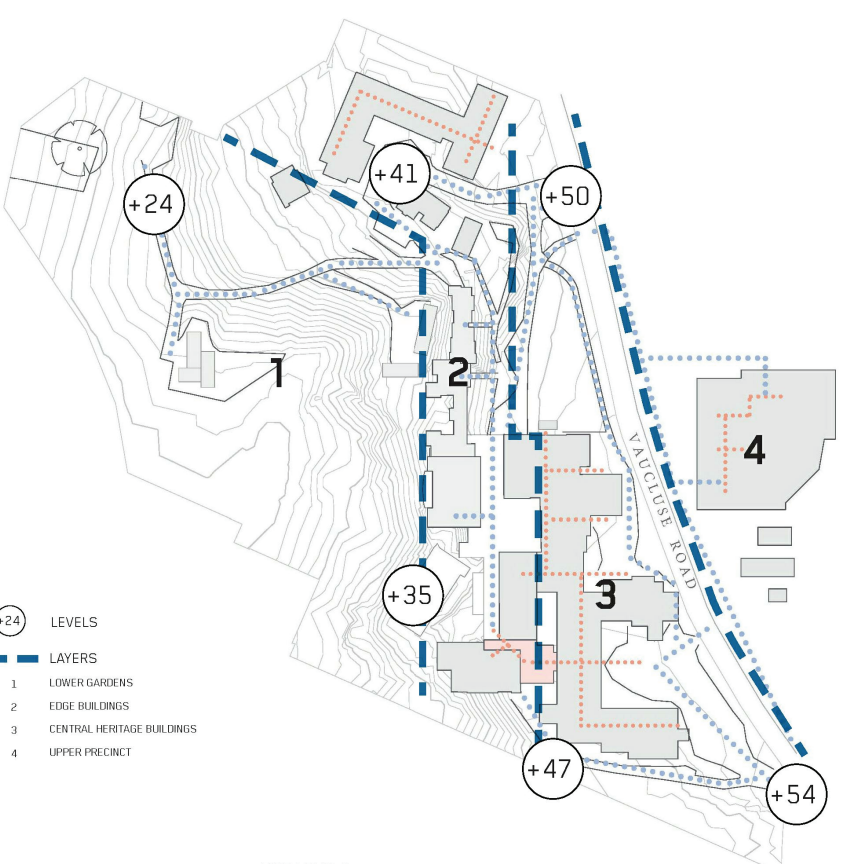 +41
+50
+24
1
2
4
VAUCLUSE ROAD
+35
3
+24 LEVELS
LAYERS
1 LOWER GARDENS
2 EDGE BUILDINGS
3 CENTRAL HERITAGE BUILDINGS
4 UPPER PRECINCT
+47
+54